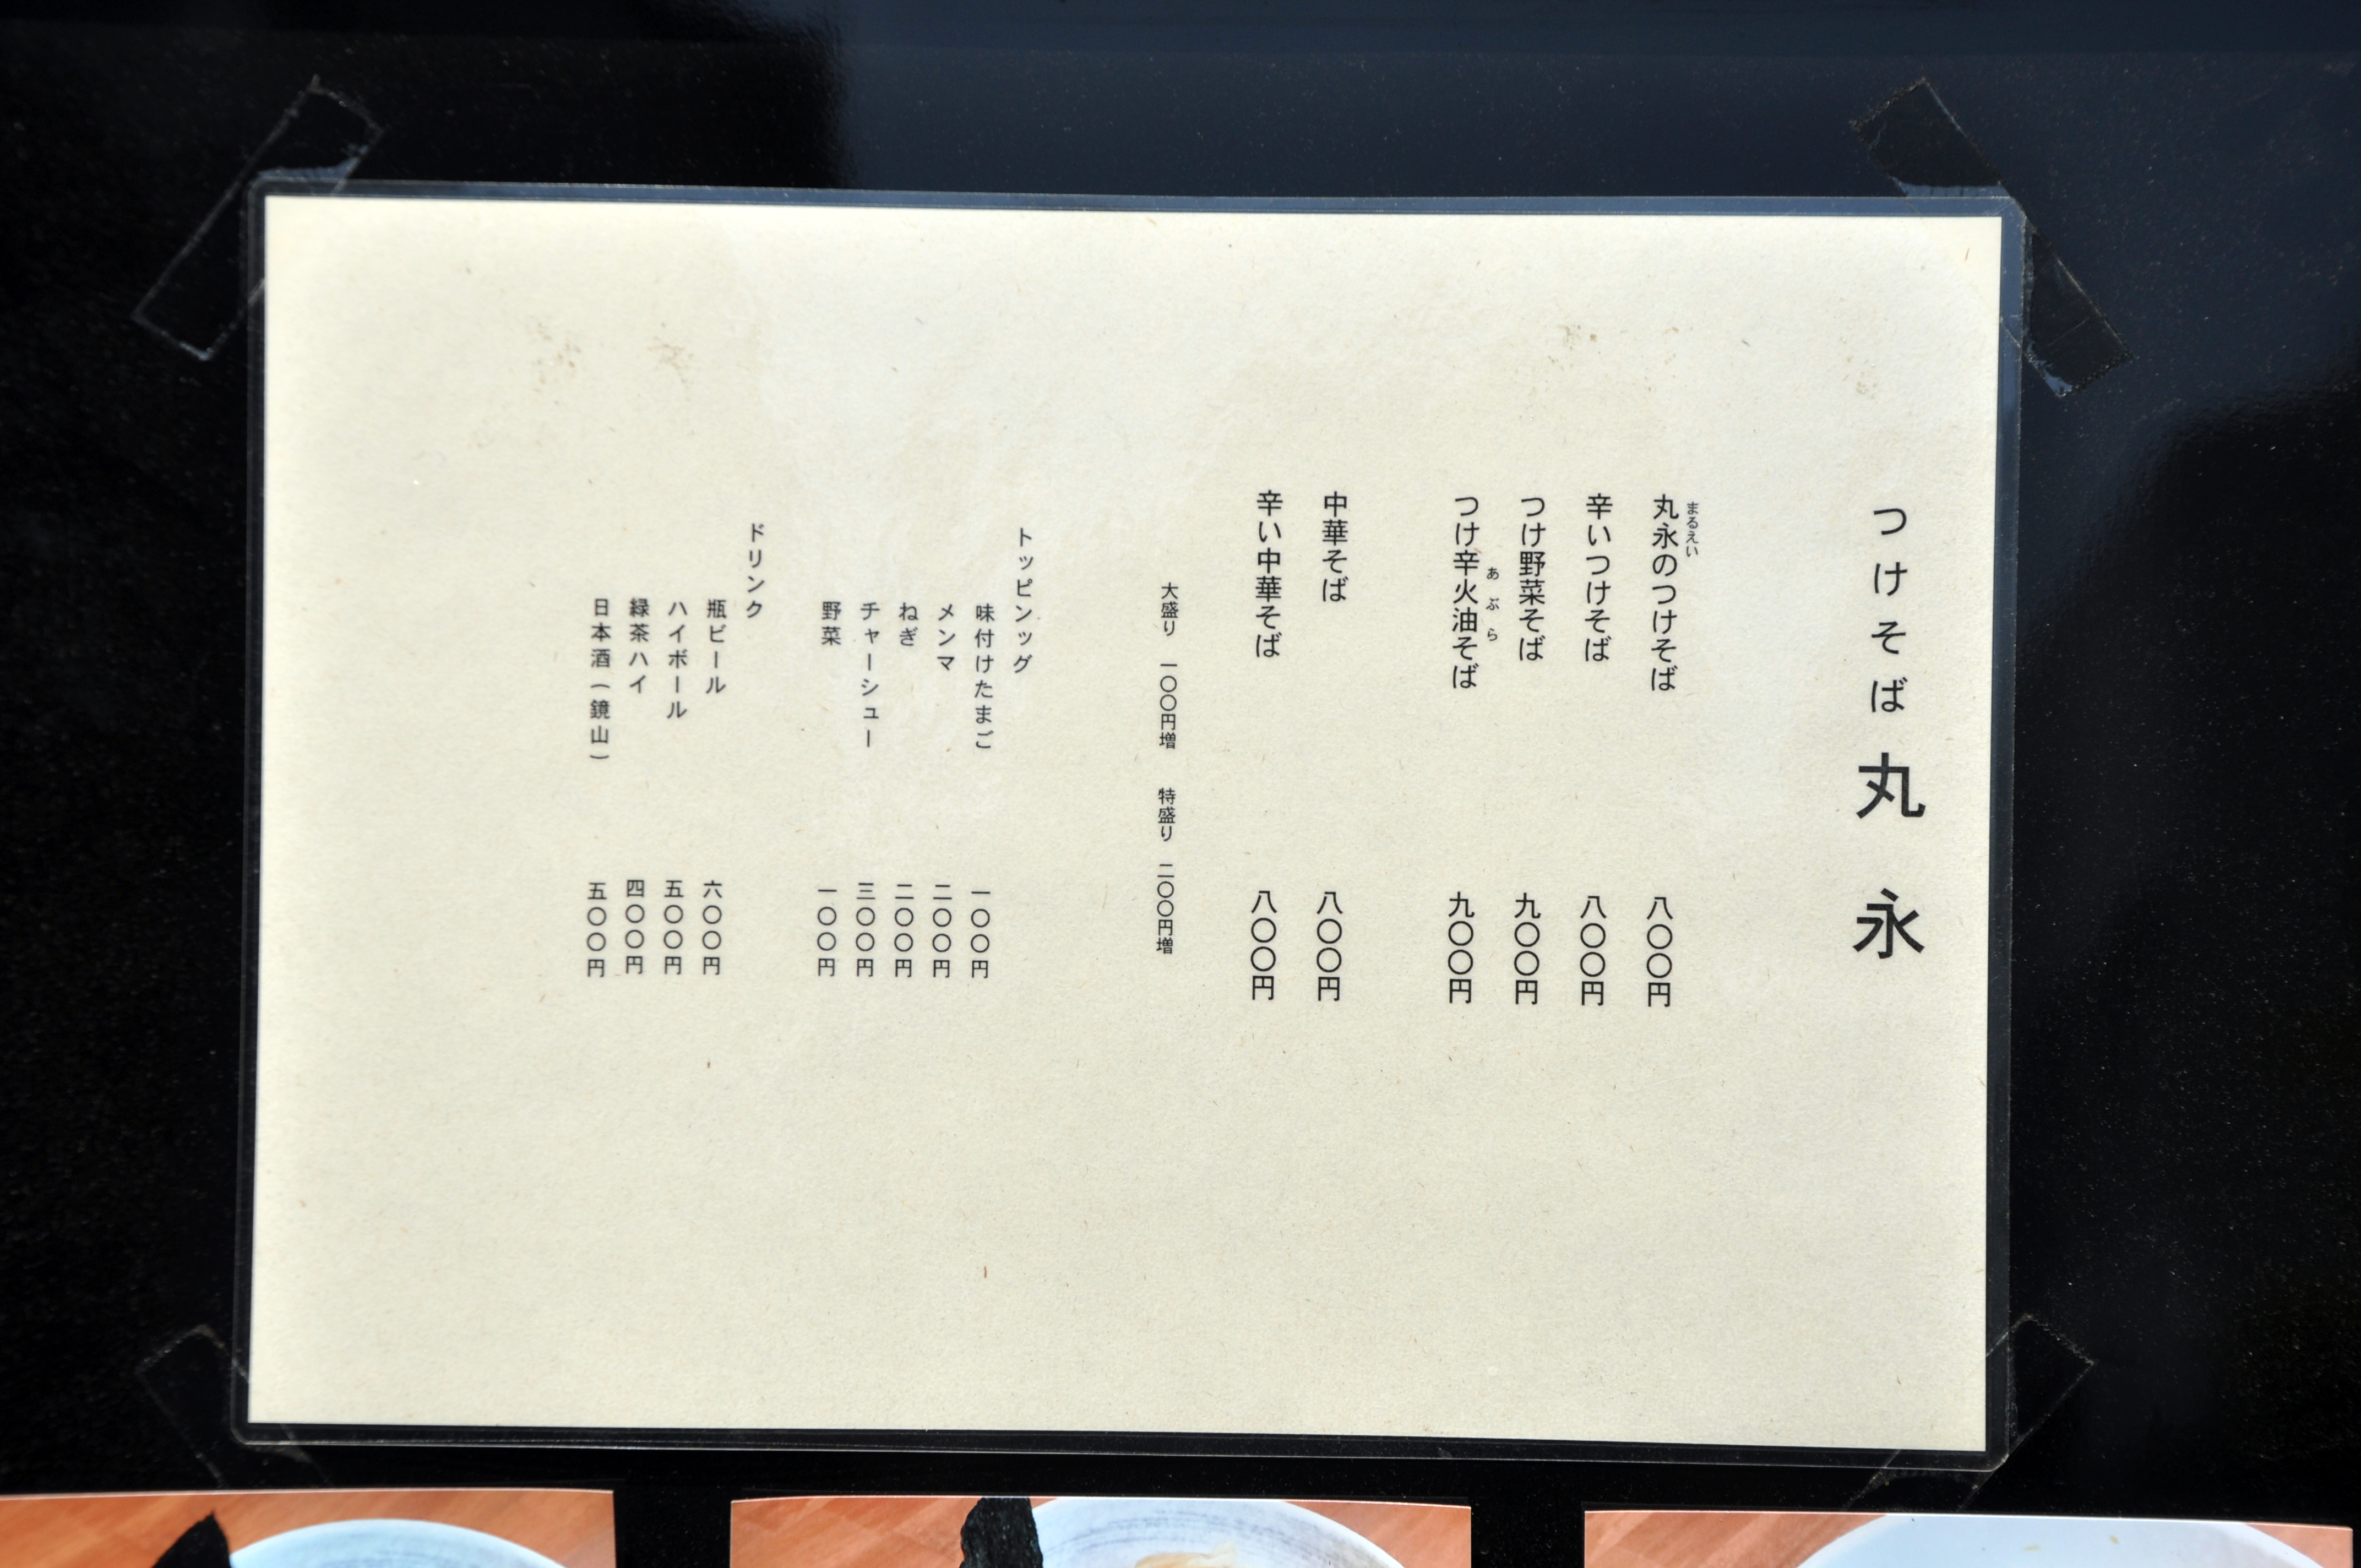 つけそば 丸永
まるえい
丸永のつけそば 八〇〇円
辛いつけそば 八〇〇円
つけ野菜そば 九〇〇円
あぶら
つけ辛火油そば 九〇〇円
中華そば 八〇〇円
辛い中華そば 八〇〇円
大盛り 一〇〇円増 特盛り 二〇〇円増
トッピンッグ
味付けたまご 一〇〇円
メンマ 二〇〇円
ねぎ 二〇〇円
チャーシュー 三〇〇円
野菜 一〇〇円
ドリンク
瓶ビール 六〇〇円
ハイボール 五〇〇円
緑茶ハイ 四〇〇円
日本酒（鏡山） 五〇〇円